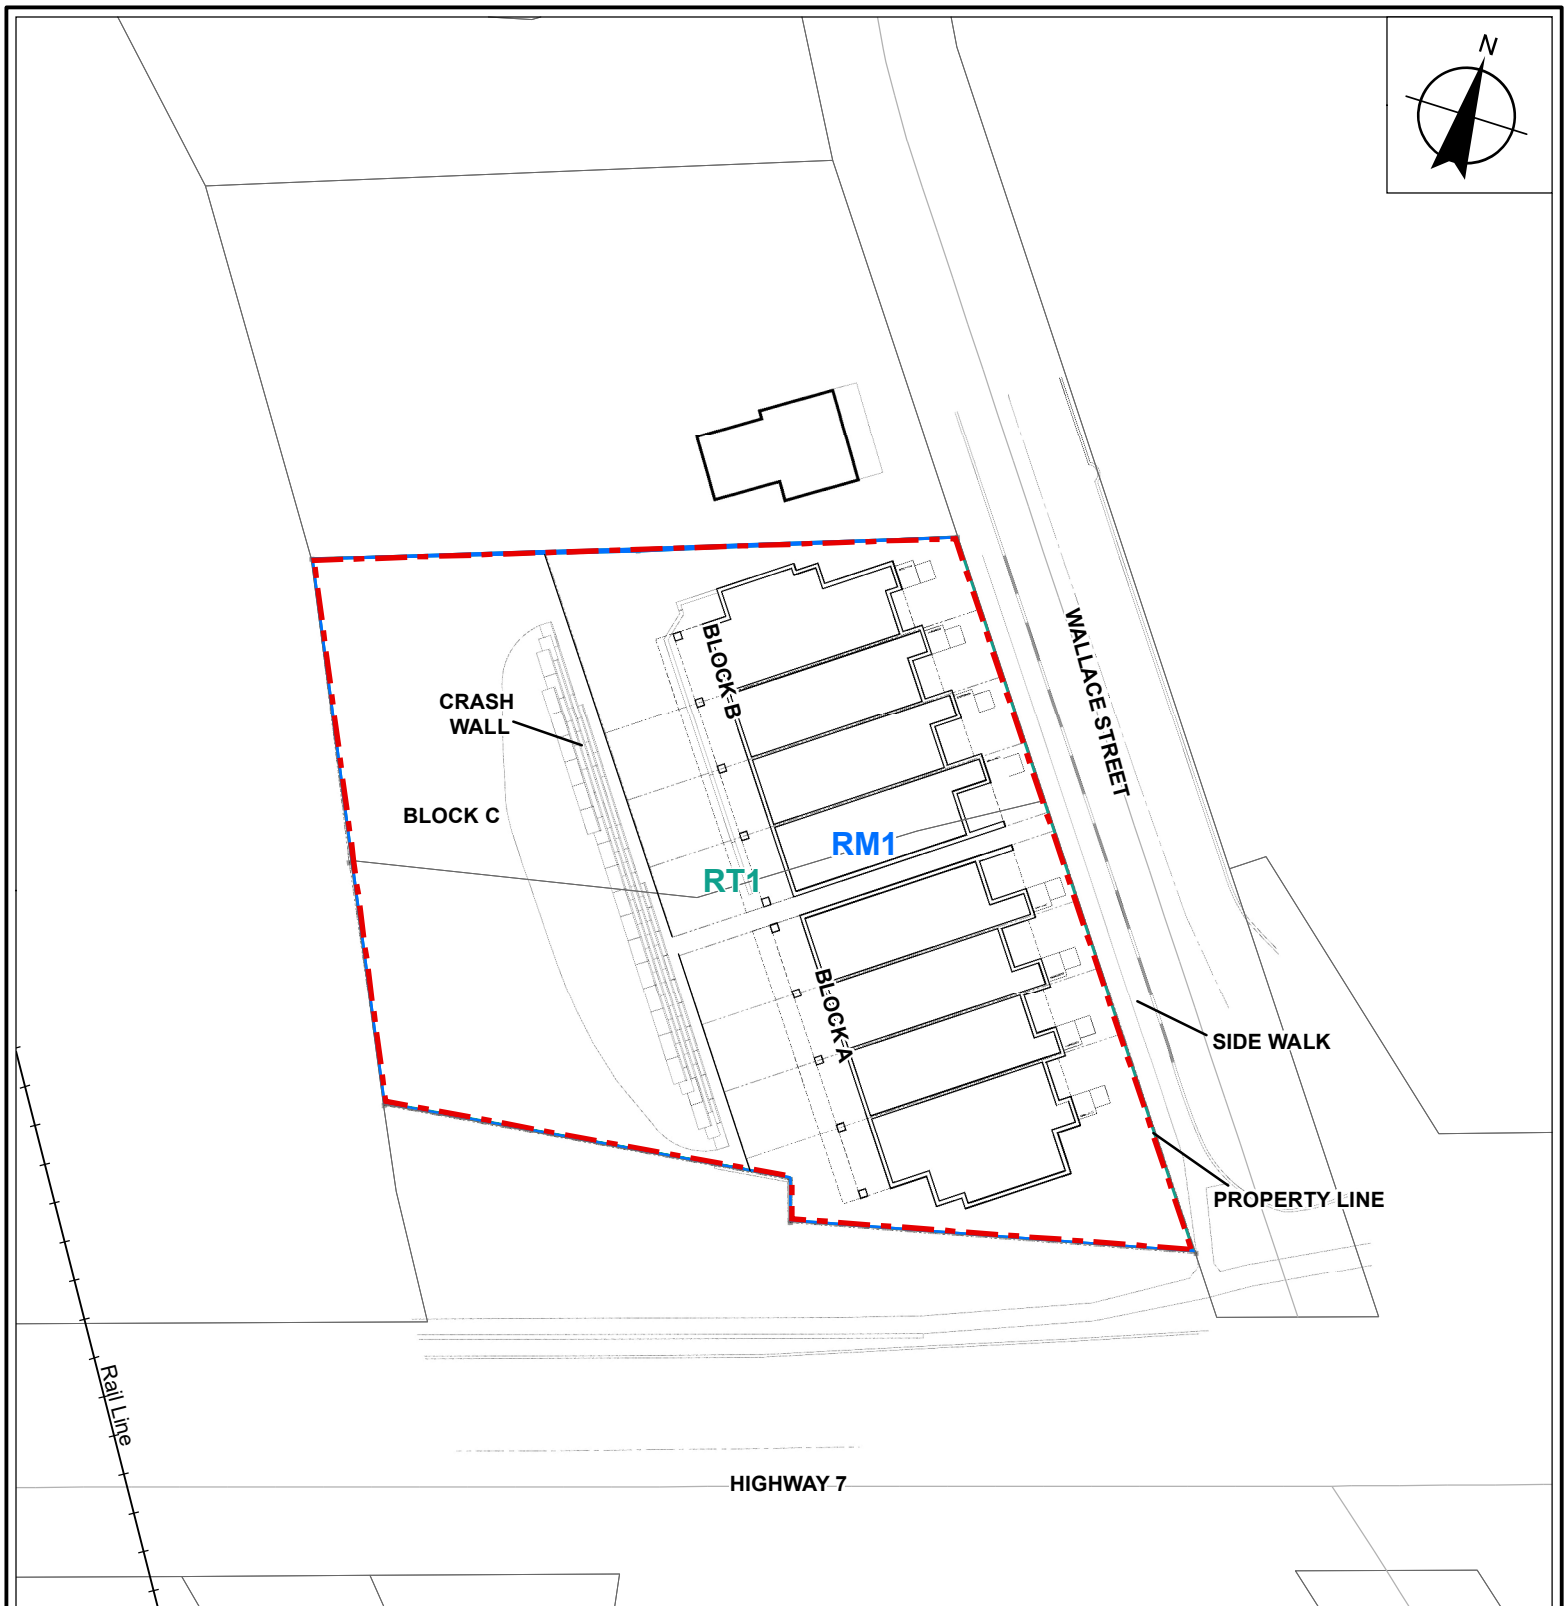 N
BLOCK B
WALLACE STREET
CRASH
WALL
BLOCK C
RM1
RT1
BLOCK A
SIDE WALK
PROPERTY LINE
Rail Line
HIGHWAY 7